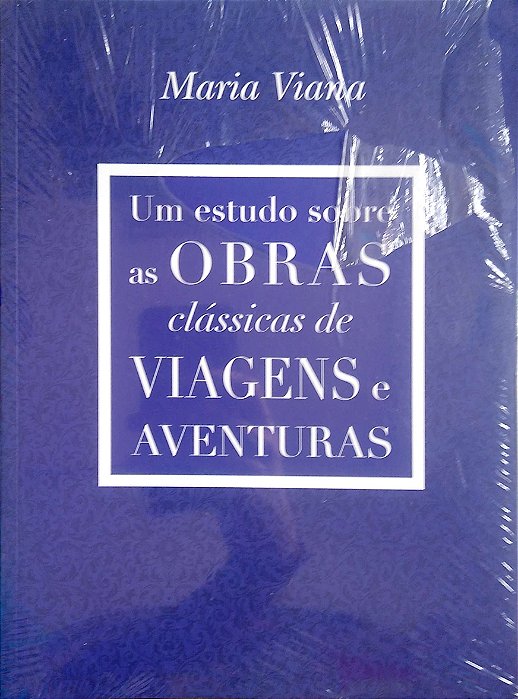 Maria Viana
Um estudo sobre
as OBRAS
clássicas de
VIAGENS e
AVENTURAS